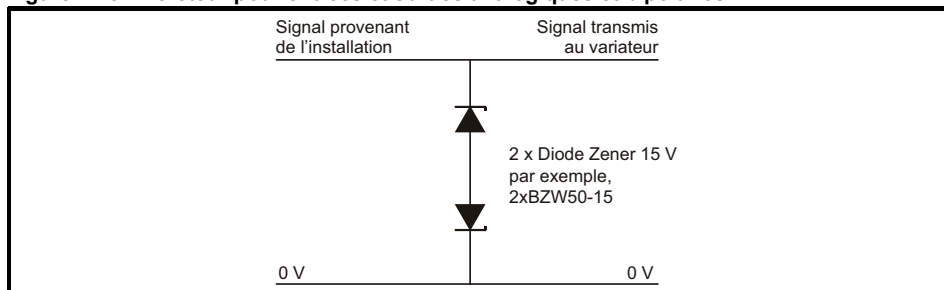 Signal provenant
de l'installation
Signal transmis
au variateur
2 x Diode Zener 15 V
par exemple,
2xBZW50-15
0 V
0 V